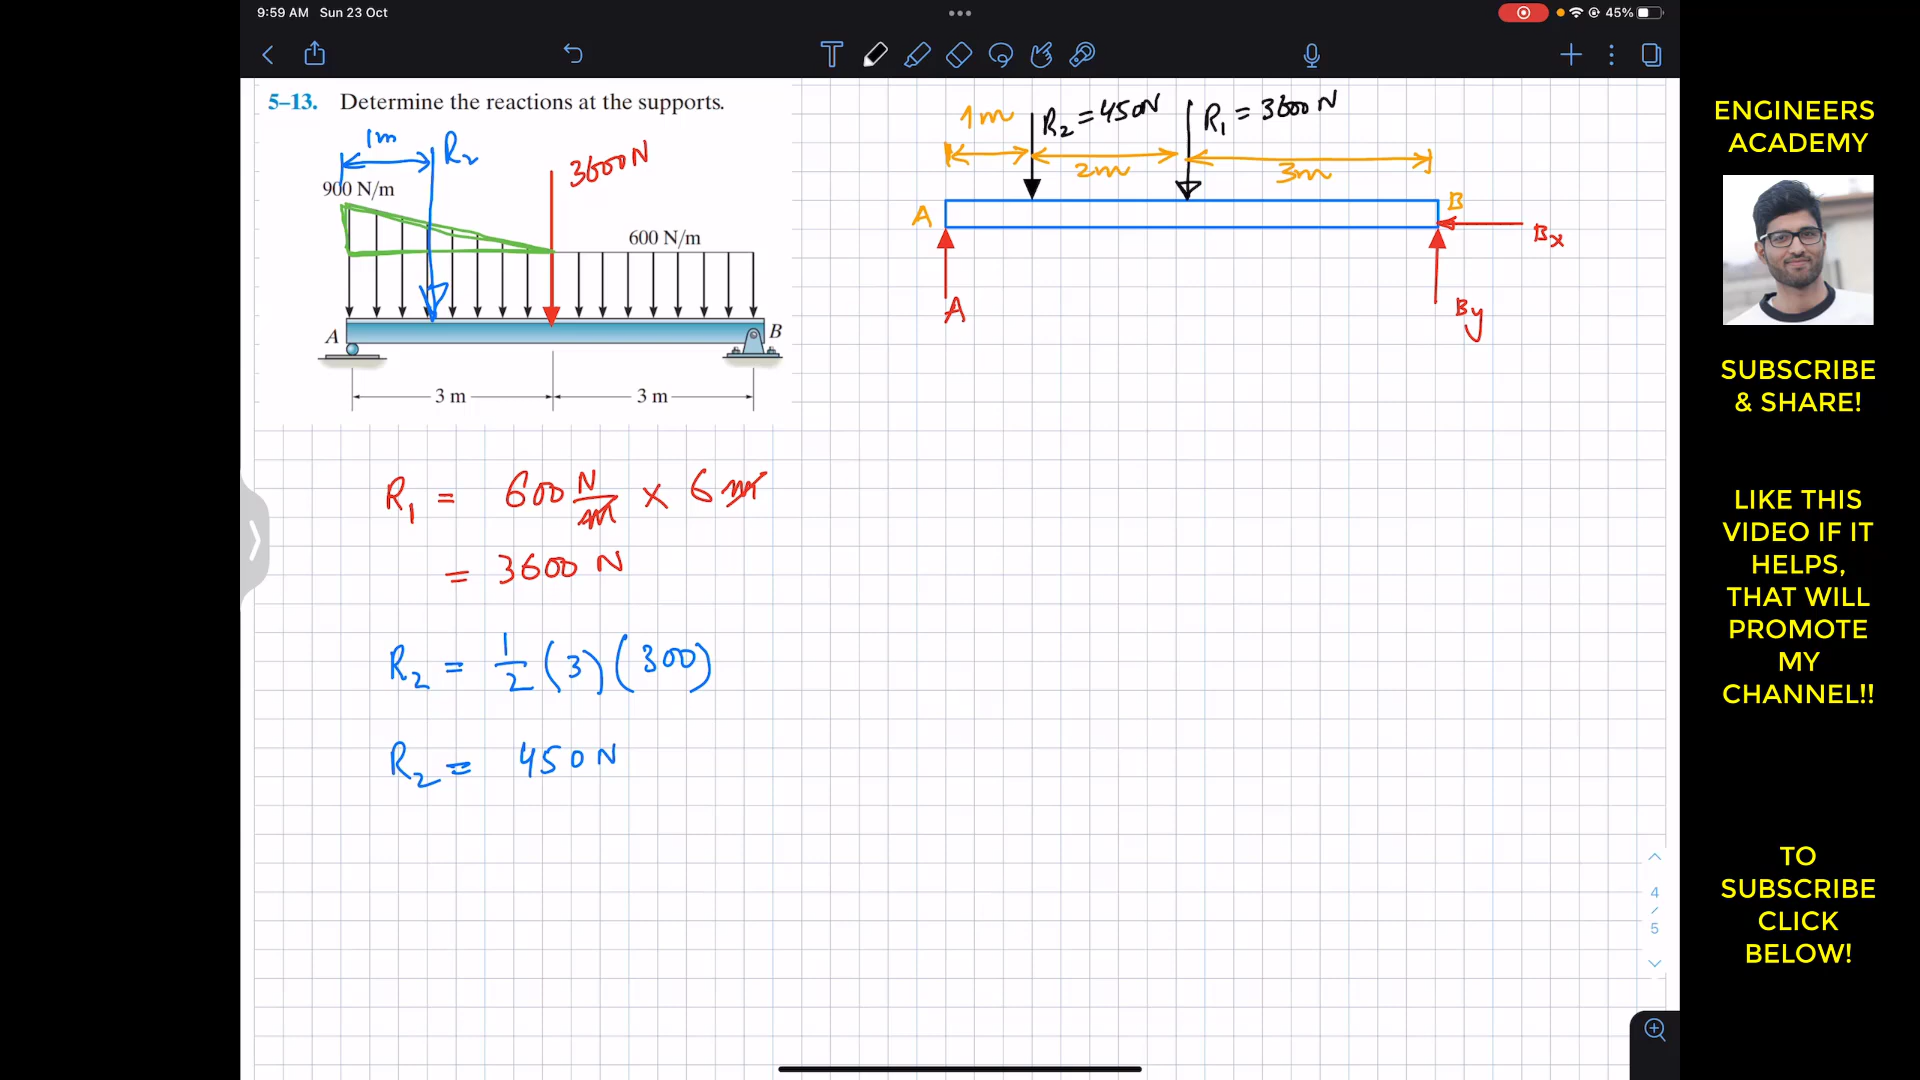 9:59 AM Sun 23 Oct
45%
5–13. Determine the reactions at the supports.
1m
R2
3600N
900 N/m
600 N/m
A
B
3 m
3 m
1m
R2 = 450N
R1 = 3600 N
2m
3m
A
B
Bx
A
By
R1 = 600 N/m × 6 m
= 3600 N
R2 = 1/2 (3) (300)
R2 = 450 N
4
5
ENGINEERS
ACADEMY
SUBSCRIBE
& SHARE!
LIKE THIS
VIDEO IF IT
HELPS,
THAT WILL
PROMOTE
MY
CHANNEL!!
TO
SUBSCRIBE
CLICK
BELOW!